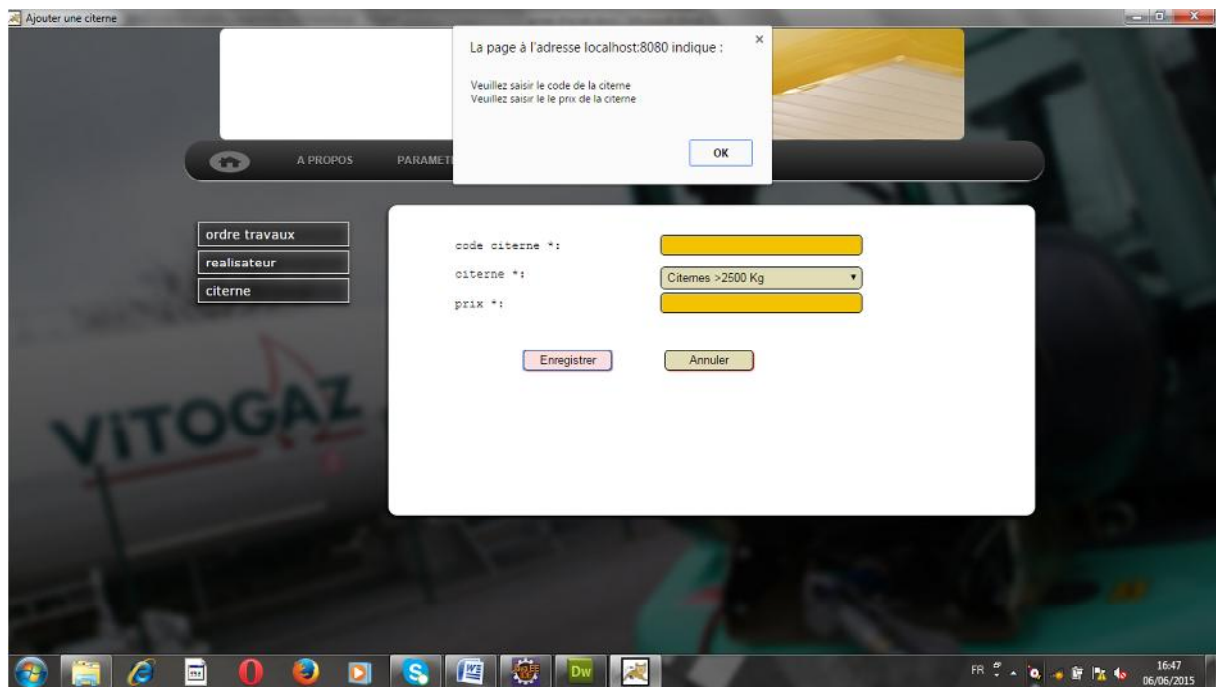 Ajouter une citerne
La page à l'adresse localhost:8080 indique :
Veuillez saisir le code de la citerne
Veuillez saisir le le prix de la citerne
OK
A PROPOS
PARAMET
ordre travaux
realisateur
citerne
code citerne *:
citerne *:
Citernes >2500 Kg
prix *:
Enregistrer
Annuler
VITOGAZ
Dw
FR
16:47
06/06/2015